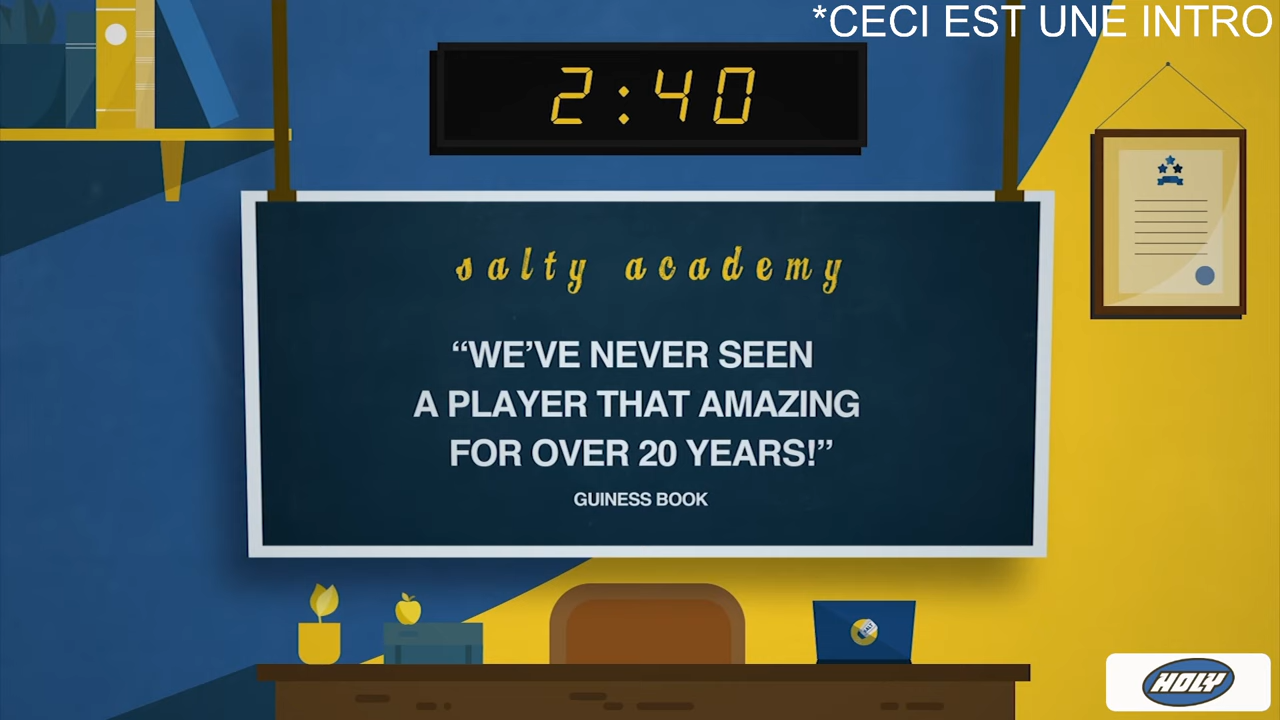 *CECI EST UNE INTRO
2:40
salty academy
“WE’VE NEVER SEEN
A PLAYER THAT AMAZING
FOR OVER 20 YEARS!”
GUINESS BOOK
HOLY